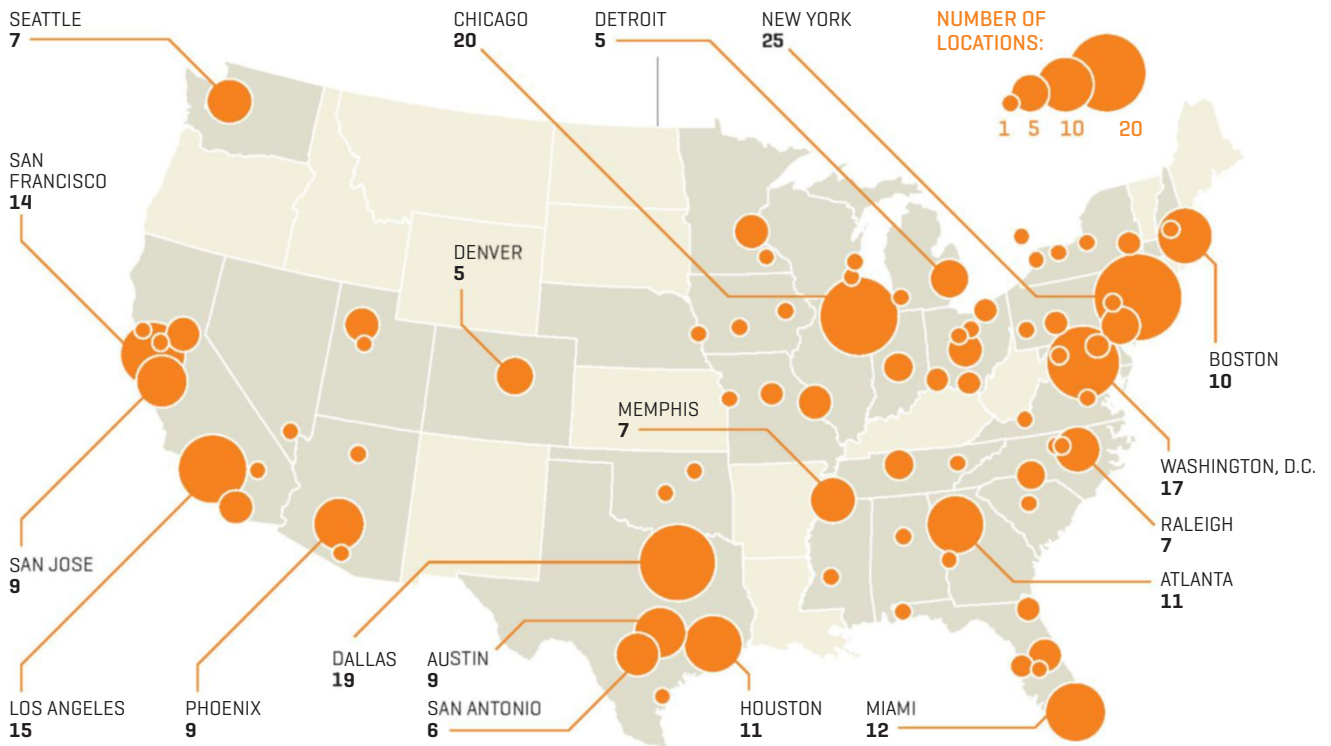 SEATTLE
7
CHICAGO
20
DETROIT
5
NEW YORK
25
NUMBER OF
LOCATIONS:
1 5 10 20
SAN
FRANCISCO
14
DENVER
5
BOSTON
10
MEMPHIS
7
WASHINGTON, D.C.
17
RALEIGH
7
SAN JOSE
9
ATLANTA
11
DALLAS
19
AUSTIN
9
LOS ANGELES
15
PHOENIX
9
SAN ANTONIO
6
HOUSTON
11
MIAMI
12